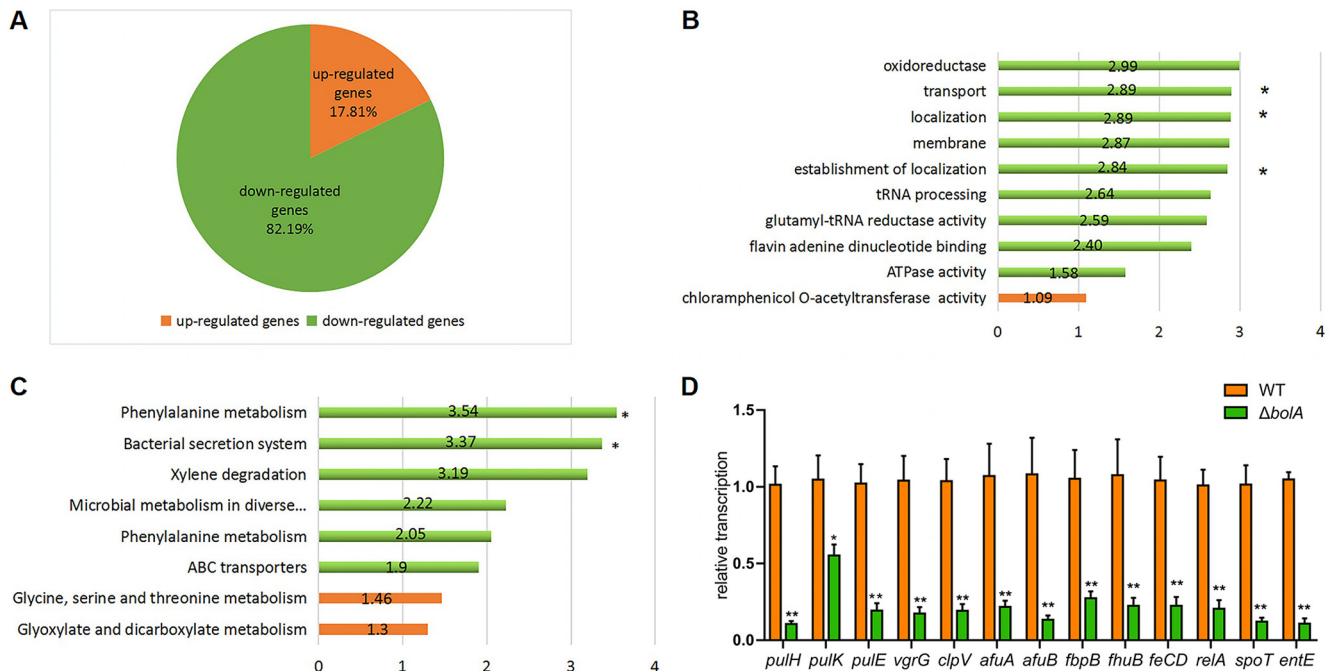 A
up-regulated
genes
17.81%
down-regulated
genes
82.19%
up-regulated genes down-regulated genes
B
oxidoreductase 2.99
transport 2.89 *
localization 2.89 *
membrane 2.87
establishment of localization 2.84 *
tRNA processing 2.64
glutamyl-tRNA reductase activity 2.59
flavin adenine dinucleotide binding 2.40
ATPase activity 1.58
chloramphenicol O-acetyltransferase activity 1.09
0 1 2 3 4
C
Phenylalanine metabolism 3.54 *
Bacterial secretion system 3.37 *
Xylene degradation 3.19
Microbial metabolism in diverse... 2.22
Phenylalanine metabolism 2.05
ABC transporters 1.9
Glycine, serine and threonine metabolism 1.46
Glyoxylate and dicarboxylate metabolism 1.3
0 1 2 3 4
D
WT
ΔbolA
relative transcription
1.5
1.0
0.5
0.0
** * ** ** ** ** ** ** ** ** ** ** **
pulH pulK pulE vgrG clpV afuA afuB fbpB fhuB feCD relA spoT entE